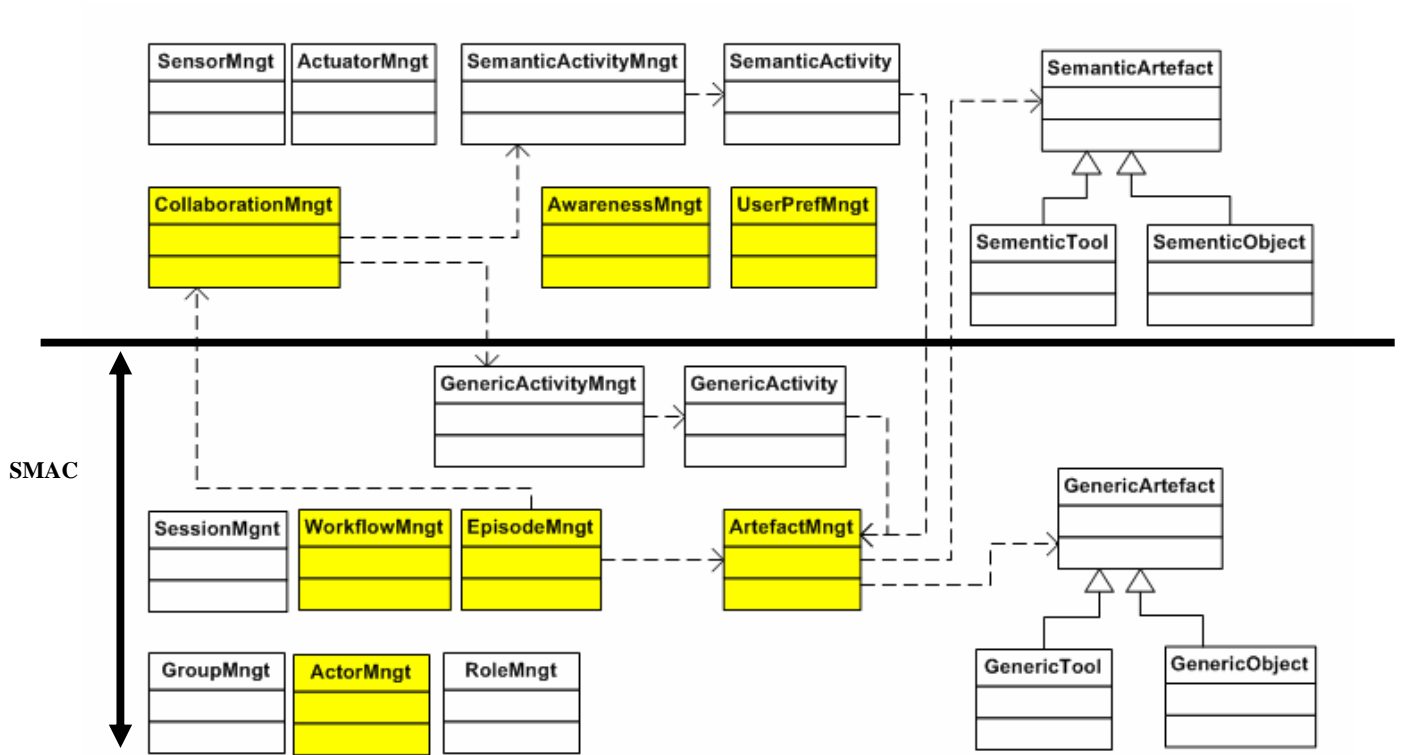 SensorMngt
ActuatorMngt
SemanticActivityMngt
SemanticActivity
SemanticArtefact
CollaborationMngt
AwarenessMngt
UserPrefMngt
SementicTool
SementicObject
GenericActivityMngt
GenericActivity
SMAC
GenericArtefact
SessionMgnt
WorkflowMngt
EpisodeMngt
ArtefactMngt
GroupMngt
ActorMngt
RoleMngt
GenericTool
GenericObject